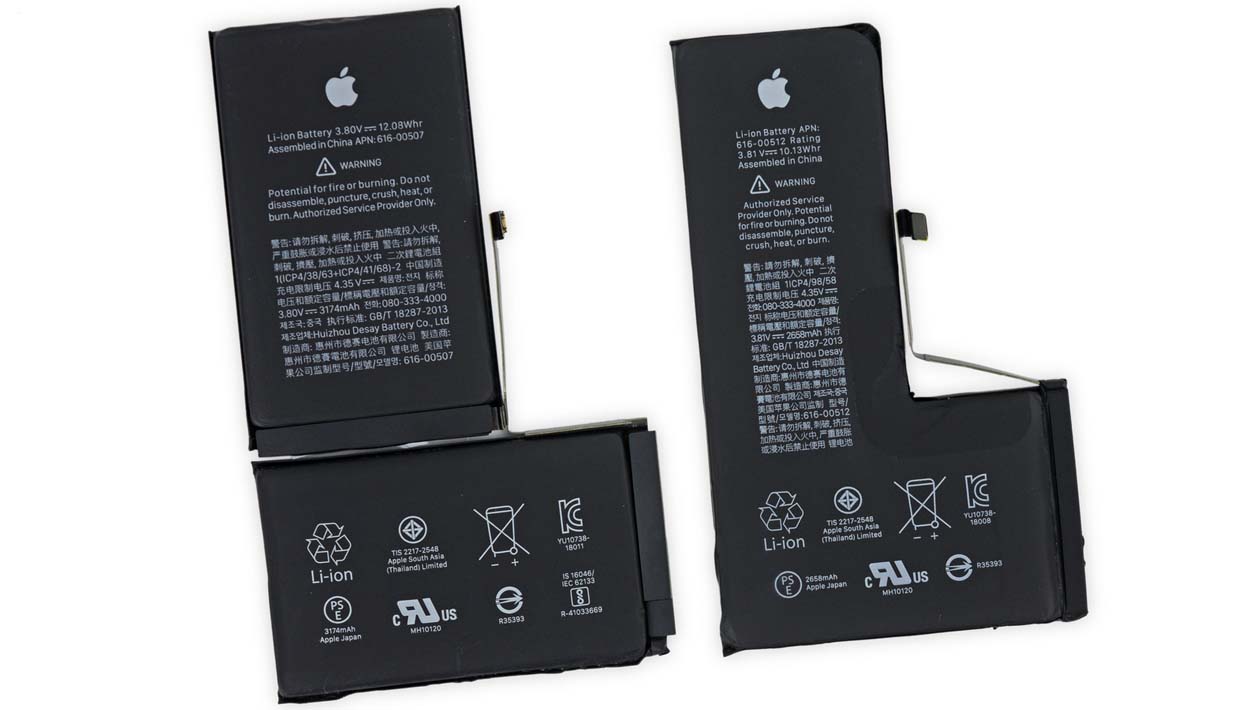 Li-ion Battery 3.80V⎓12.08Whr
Assembled in China APN: 616-00507
WARNING
Potential for fire or burning. Do not
disassemble, puncture, crush, heat, or
burn. Authorized Service Provider Only.
警告:请勿拆解, 刺破, 挤压, 加热或投入火中,
严重鼓胀或浸水后禁止使用 警告:請勿拆解,
刺破, 擠壓, 加熱或投入火中 二次鋰電池組
1(ICP4/38/63+ICP4/41/68)-2 中国制造
充电限制电压 4.35V⎓ 제품명:전지 标称
电压和额定容量/標稱電壓和額定容量/정격:
3.80V⎓ 3174mAh 전화:080-333-4000
제조국:중국 执行标准: GB/T 18287-2013
제조업체:Huizhou Desay Battery Co., Ltd
制造商: 惠州市德赛电池有限公司 製造
商: 惠州市德賽電池有限公司 锂电池 美国苹
果公司监制型号/型號/모델명: 616-00507
Li-ion
TIS 2217-2548
Apple South Asia
(Thailand) Limited
YU10738-
18011
PS
E
3174mAh
Apple Japan
C RU US
MH10120
R35393
IS 16046/
IEC 62133
R-41033669
Li-ion Battery APN:
616-00512 Rating
3.81V⎓10.13Whr
Assembled in China
WARNING
Authorized Service
Provider Only. Potential
for fire or burning. Do not
disassemble, puncture,
crush, heat, or burn.
警告:請勿拆解, 刺破, 擠
壓, 加熱或投入火中 二次
鋰電池組 1ICP4/98/58
充电限制电压 4.35V⎓
전화:080-333-4000 제품명:
전지 标称电压和额定容量/
標稱電壓和額定容量/정격:
3.81V⎓2658mAh 执行
标准: GB/T 18287-2013
제조업체:Huizhou Desay
Battery Co., Ltd 中国制造
制造商:惠州市德赛电池有
限公司 製造商: 惠州市德
賽電池有限公司 제조국:중국
美国苹果公司监制 型号/
型號/모델명:616-00512
警告:请勿拆解, 刺破, 挤压,
加热或投入火中, 严重鼓胀
或浸水后禁止使用 锂电池
Li-ion
TIS 2217-2548
Apple South Asia
(Thailand) Limited
YU10738-
18008
PS
E
2658mAh
Apple Japan
C RU US
MH10120
R35393